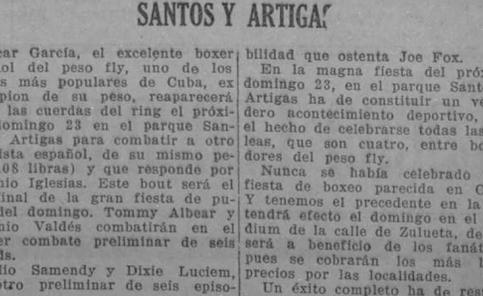 SANTOS Y ARTIGAS
car García, el excelente boxer
ñol del peso fly, uno de los
s más populares de Cuba, ex
pion de su peso, reaparecerá
las cuerdas del ring el próxi-
domingo 23 en el parque San-
Artigas para combatir a otro
ista español, de su mismo pe-
08 libras) y que responde por
nio Iglesias. Este bout será el
final de la gran fiesta de pu-
del domingo. Tommy Albear y
nio Valdés combatirán en el
er combate preliminar de seis
ds.
lio Samendy y Dixie Luciem,
otro preliminar de seis episo-
bilidad que ostenta Joe Fox.
En la magna fiesta del próx
domingo 23, en el parque Sant
Artigas ha de constituir un ve
dero acontecimiento deportivo,
el hecho de celebrarse todas las
leas, que son cuatro, entre box
dores del peso fly.
Nunca se había celebrado
fiesta de boxeo parecida en C
Y tenemos el precedente en la
tendrá efecto el domingo en el
dium de la calle de Zulueta, de
será a beneficio de los fanát
pues se cobrarán los más b
precios por las localidades.
Un éxito completo ha de res